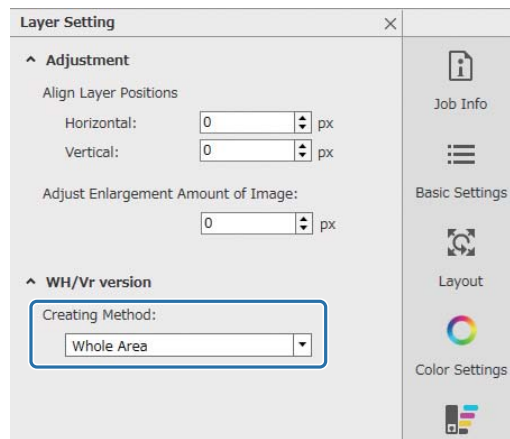 Layer Setting
Adjustment
Align Layer Positions
Horizontal: 0 px
Vertical: 0 px
Adjust Enlargement Amount of Image:
0 px
WH/Vr version
Creating Method:
Whole Area
Job Info
Basic Settings
Layout
Color Settings